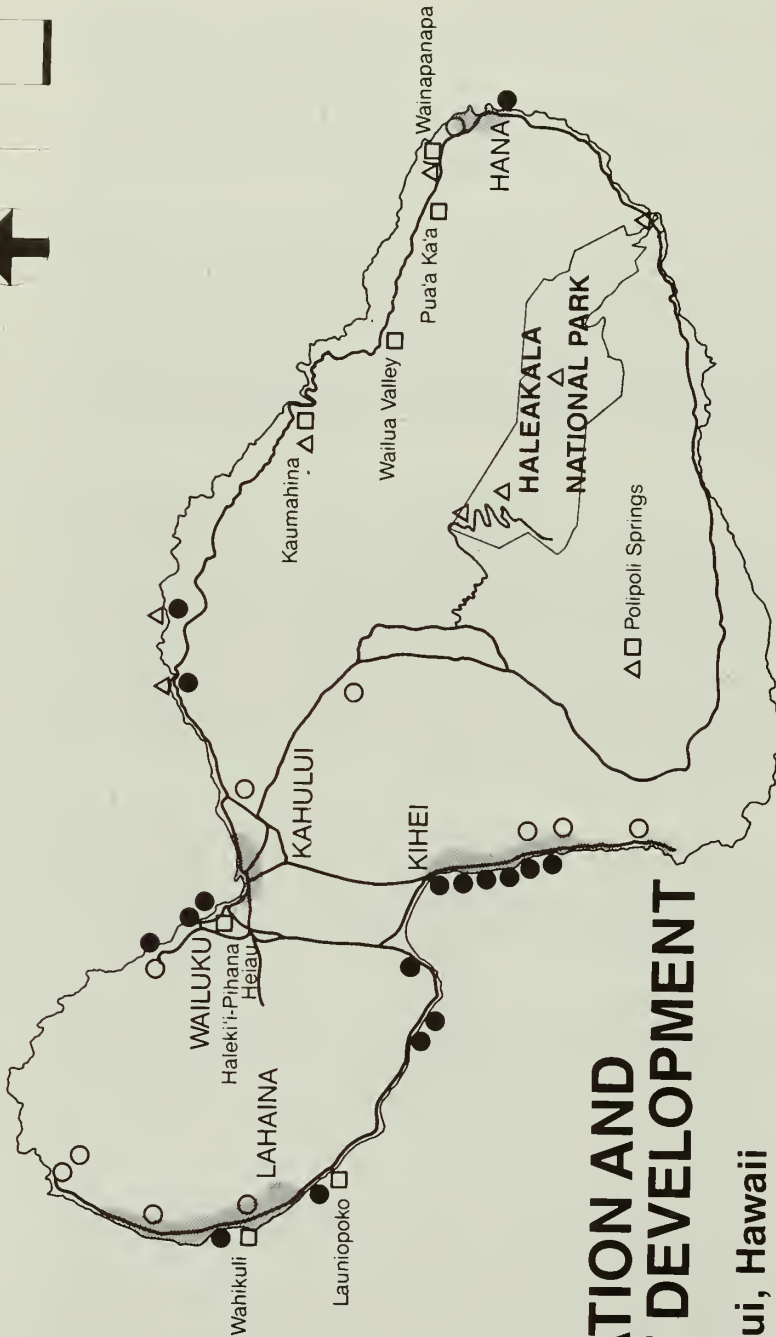 Wahikuli
Launiopoko
LAHAINA
WAILUKU
Haleki'i-Pihana
Heiau
KAHULUI
KIHEI
Kaumahina
Wailua Valley
Pua'a Ka'a
Wainapanapa
HANA
HALEAKALA
NATIONAL PARK
Polipoli Springs
ATION AND
DEVELOPMENT
ui, Hawaii